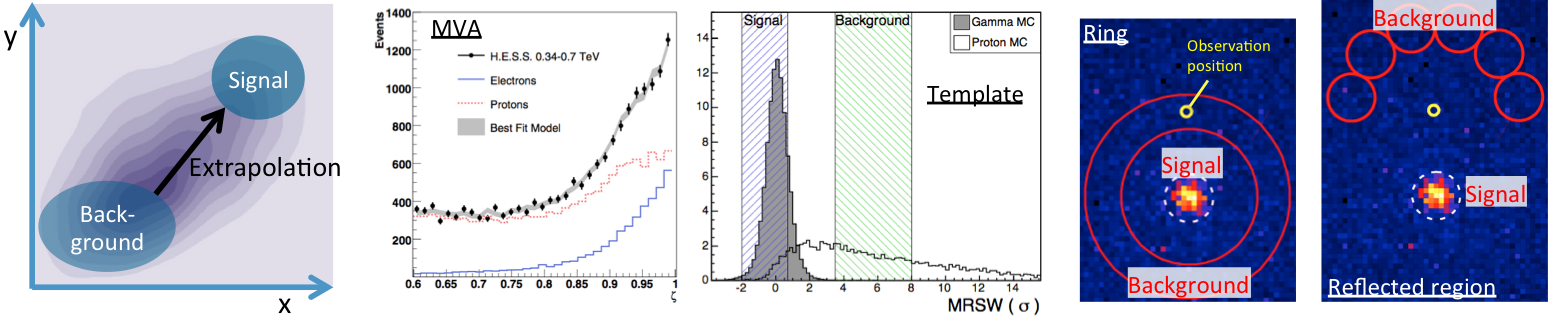 y
Signal
Extrapolation
Back-
ground
x
MVA
Events
1400
1200
1000
800
600
400
200
H.E.S.S. 0.34-0.7 TeV
Electrons
Protons
Best Fit Model
0.6 0.65 0.7 0.75 0.8 0.85 0.9 0.95 1
ζ
Signal
Background
Gamma MC
Proton MC
Template
14
12
10
8
6
4
2
0
-2 0 2 4 6 8 10 12 14
MRSW ( σ )
Ring
Observation
position
Signal
Background
Background
Signal
Reflected region